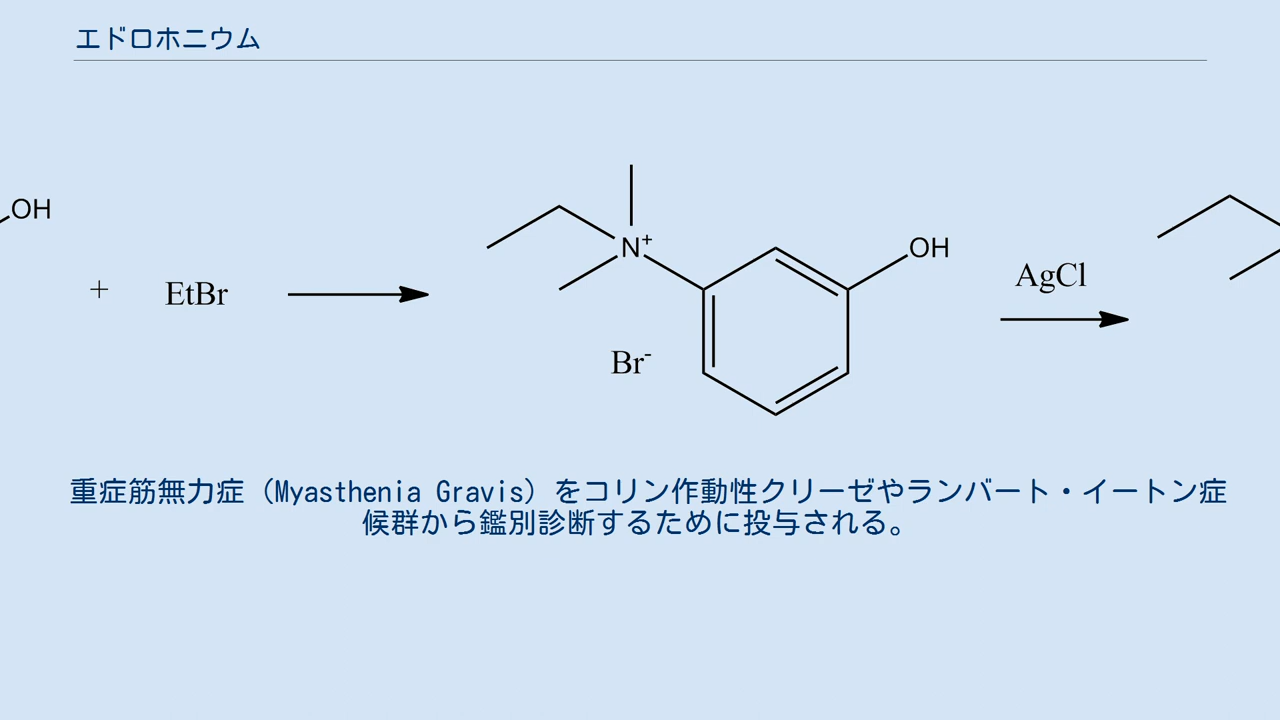 エドロホニウム
OH
+ EtBr
N+
OH
Br-
AgCl
重症筋無力症（Myasthenia Gravis）をコリン作動性クリーゼやランバート・イートン症
候群から鑑別診断するために投与される。